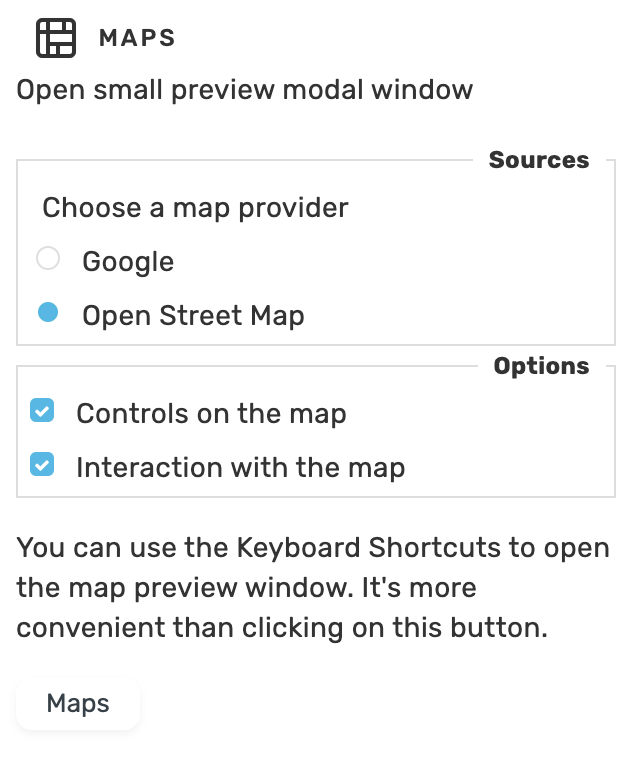 MAPS
Open small preview modal window
Sources
Choose a map provider
Google
Open Street Map
Options
Controls on the map
Interaction with the map
You can use the Keyboard Shortcuts to open
the map preview window. It's more
convenient than clicking on this button.
Maps